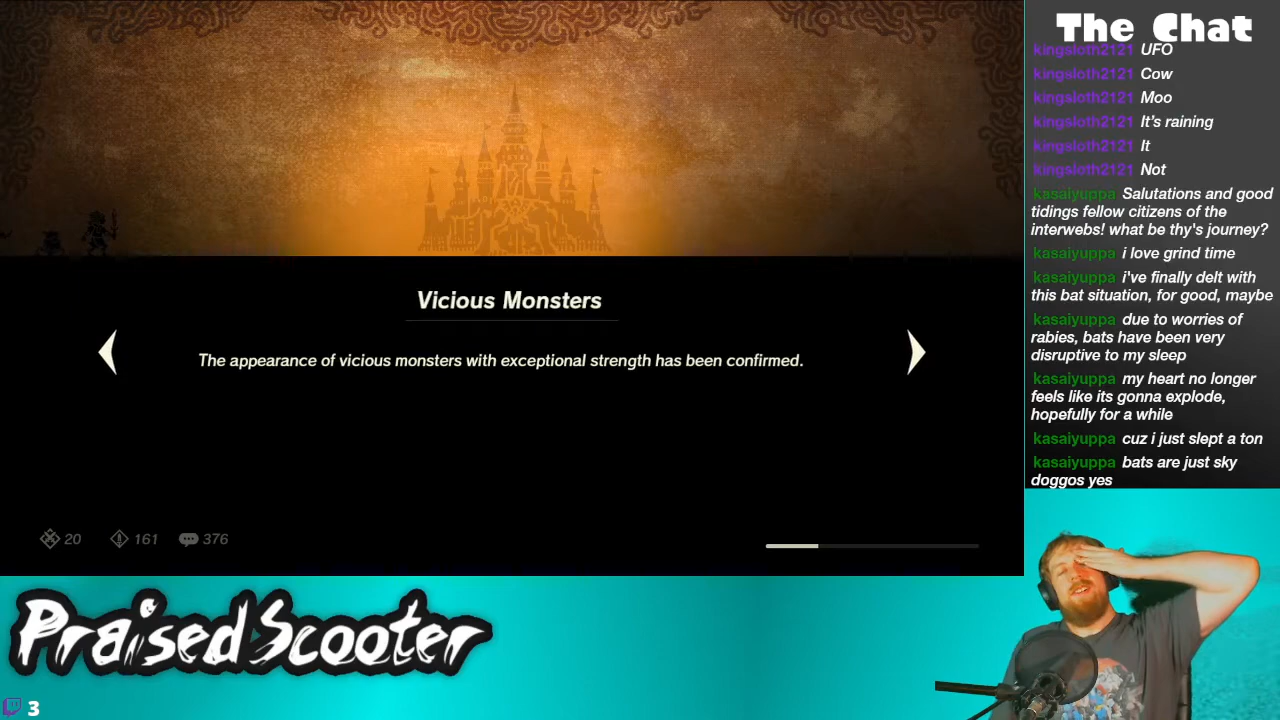 The Chat
kingsloth2121 UFO
kingsloth2121 Cow
kingsloth2121 Moo
kingsloth2121 It's raining
kingsloth2121 It
kingsloth2121 Not
kasaiyuppa Salutations and good
tidings fellow citizens of the
interwebs! what be thy's journey?
kasaiyuppa i love grind time
kasaiyuppa i've finally delt with
this bat situation, for good, maybe
kasaiyuppa due to worries of
rabies, bats have been very
disruptive to my sleep
kasaiyuppa my heart no longer
feels like its gonna explode,
hopefully for a while
kasaiyuppa cuz i just slept a ton
kasaiyuppa bats are just sky
doggos yes
Vicious Monsters
The appearance of vicious monsters with exceptional strength has been confirmed.
20 161 376
PraisedScooter
3